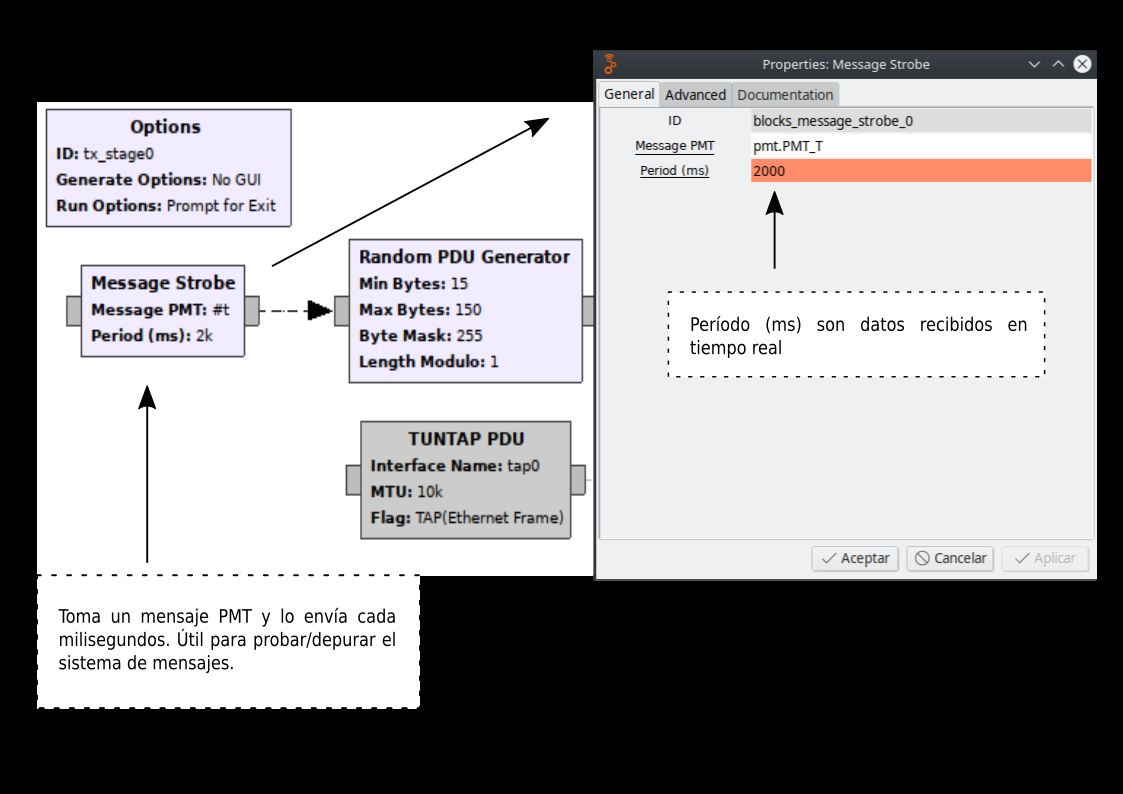 Properties: Message Strobe
General Advanced Documentation
ID blocks_message_strobe_0
Message PMT pmt.PMT_T
Period (ms) 2000
Período (ms) son datos recibidos en
tiempo real
Aceptar Cancelar Aplicar
Options
ID: tx_stage0
Generate Options: No GUI
Run Options: Prompt for Exit
Message Strobe
Message PMT: #t
Period (ms): 2k
Random PDU Generator
Min Bytes: 15
Max Bytes: 150
Byte Mask: 255
Length Modulo: 1
TUNTAP PDU
Interface Name: tap0
MTU: 10k
Flag: TAP(Ethernet Frame)
Toma un mensaje PMT y lo envía cada
milisegundos. Útil para probar/depurar el
sistema de mensajes.